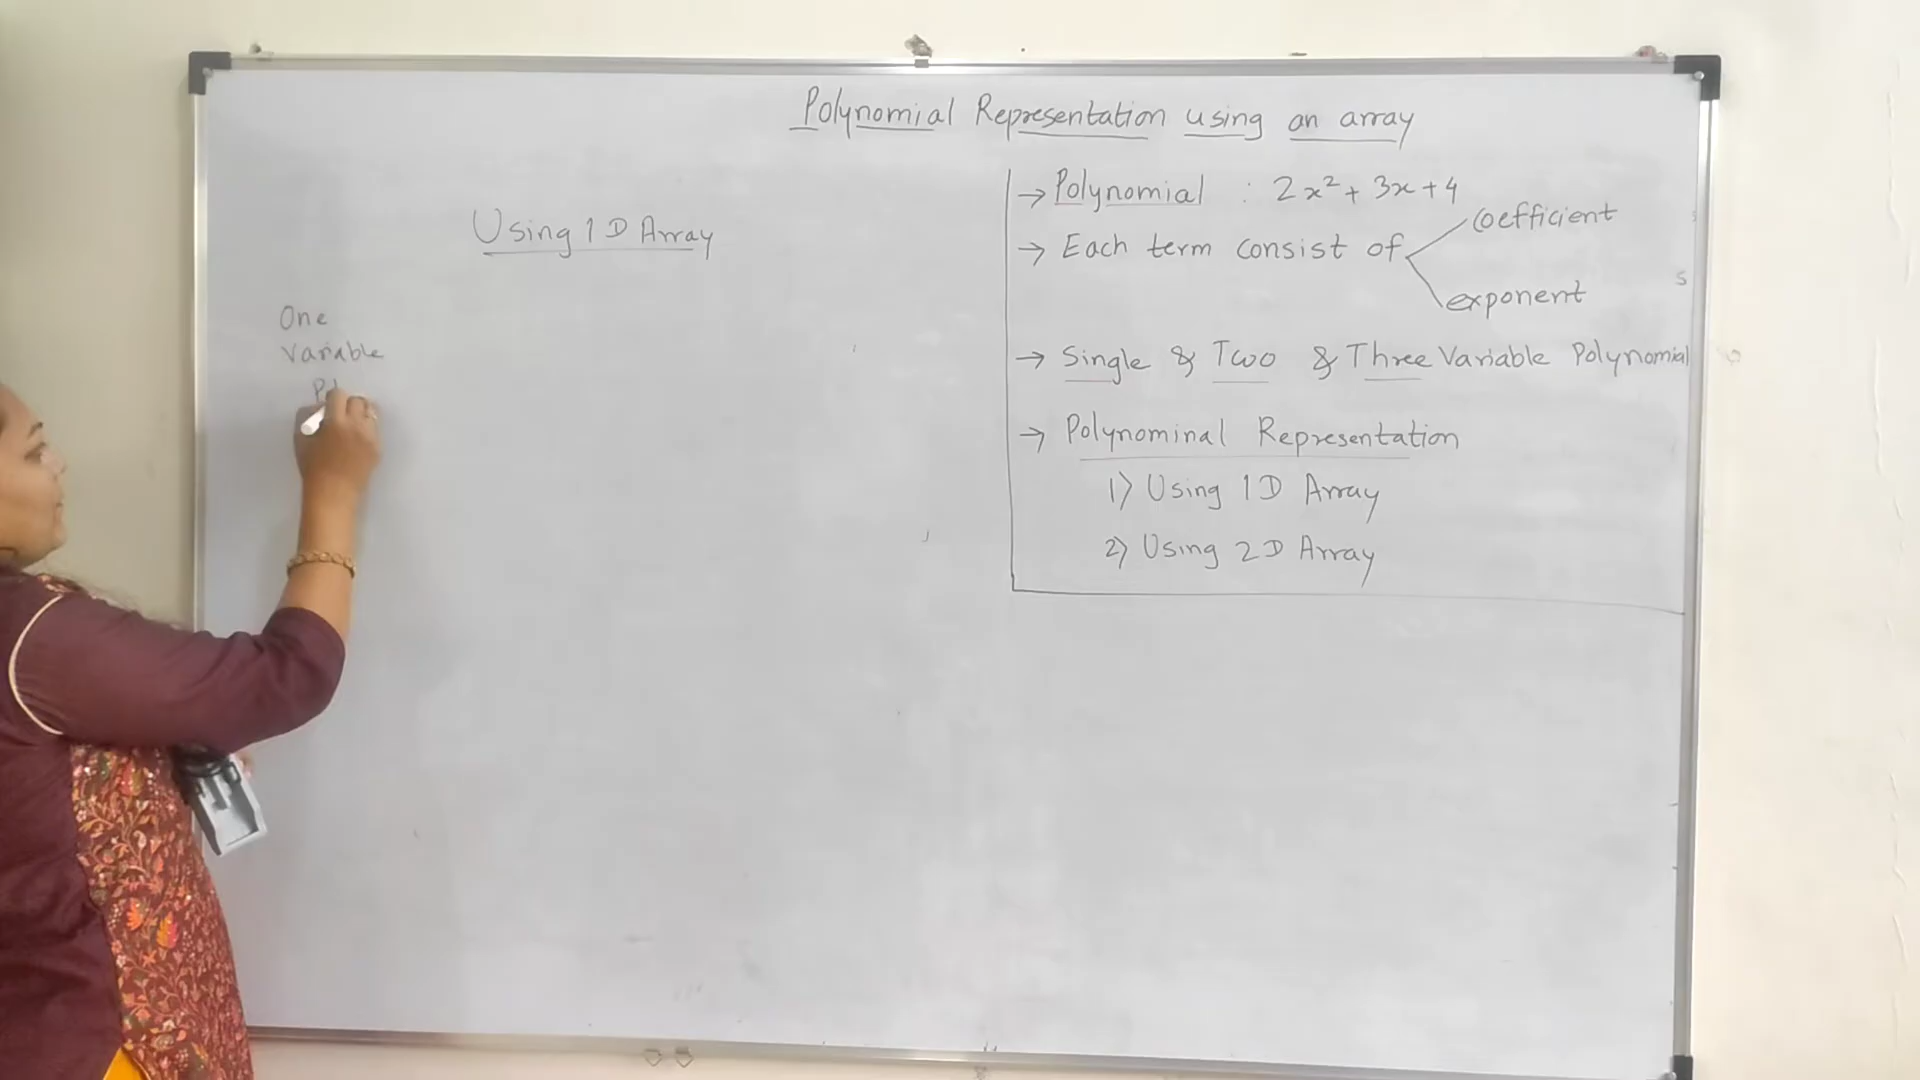 Polynomial Representation using an array
Using 1D Array
One
Variable
→ Polynomial : 2x² + 3x + 4
→ Each term consist of
coefficient
exponent
→ Single & Two & Three Variable Polynomial
→ Polynominal Representation
1) Using 1D Array
2) Using 2D Array